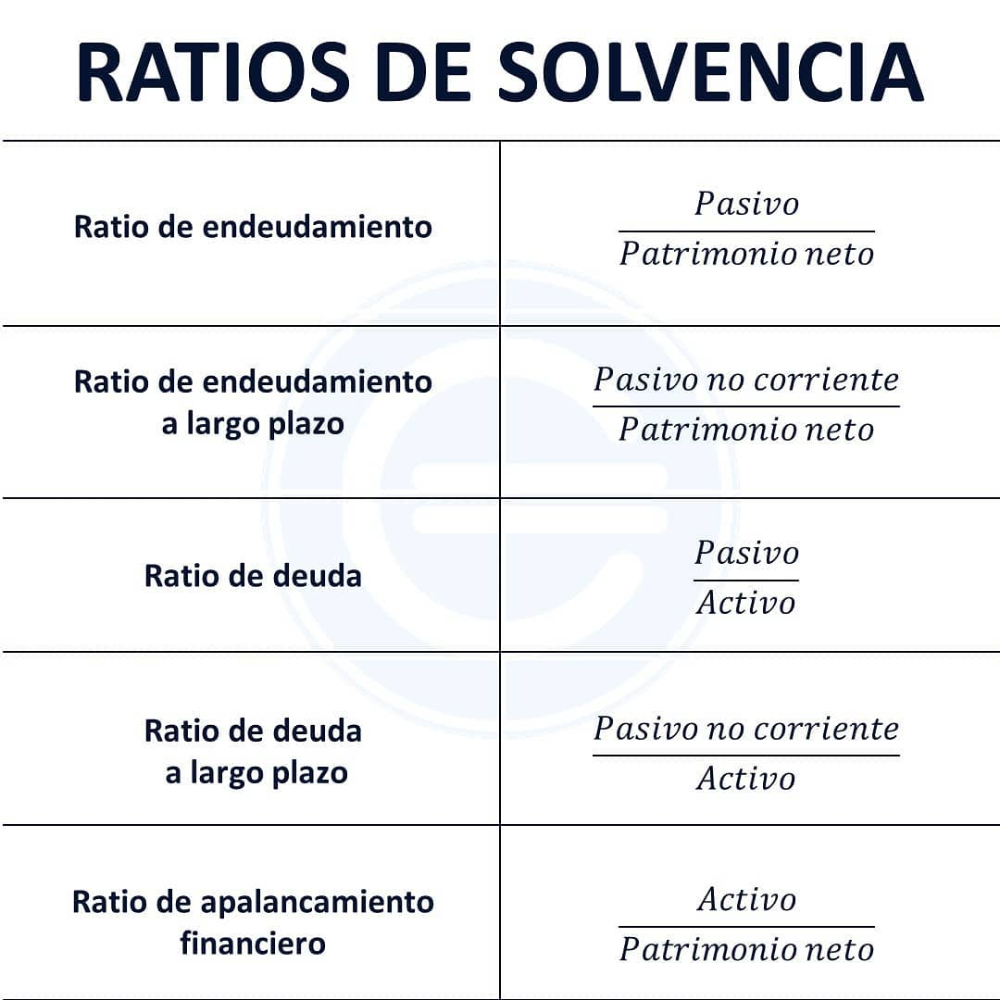 RATIOS DE SOLVENCIA
Ratio de endeudamiento
Pasivo
Patrimonio neto
Ratio de endeudamiento
a largo plazo
Pasivo no corriente
Patrimonio neto
Ratio de deuda
Pasivo
Activo
Ratio de deuda
a largo plazo
Pasivo no corriente
Activo
Ratio de apalancamiento
financiero
Activo
Patrimonio neto